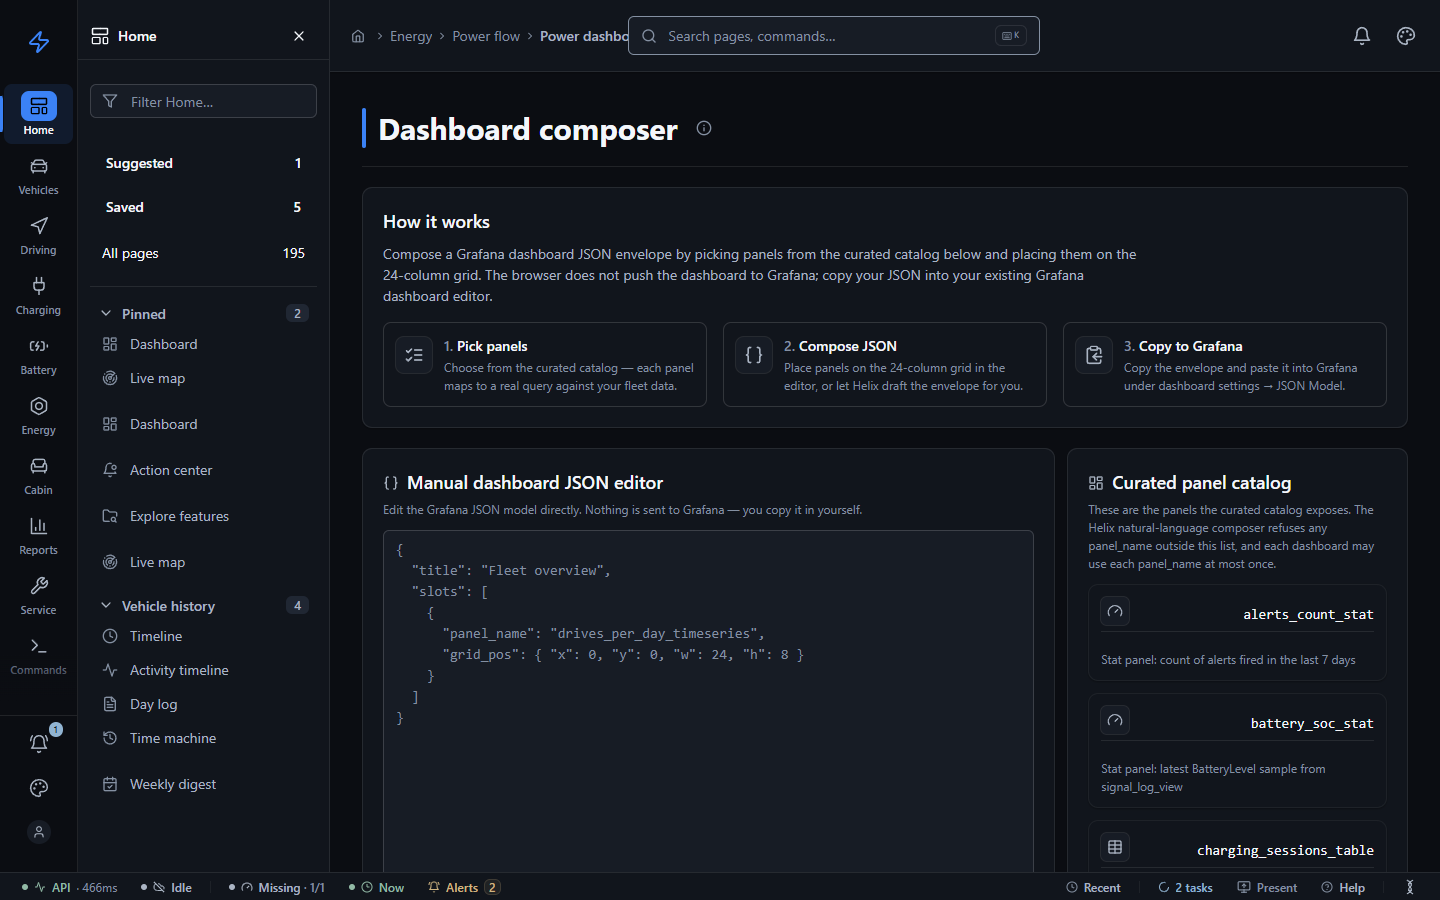 Home
Vehicles
Driving
Charging
Battery
Energy
Cabin
Reports
Service
Commands
1
Home
Filter Home...
Suggested 1
Saved 5
All pages 195
Pinned 2
Dashboard
Live map
Dashboard
Action center
Explore features
Live map
Vehicle history 4
Timeline
Activity timeline
Day log
Time machine
Weekly digest
Energy Power flow Power dashbo
Search pages, commands... K
Dashboard composer
How it works
Compose a Grafana dashboard JSON envelope by picking panels from the curated catalog below and placing them on the
24-column grid. The browser does not push the dashboard to Grafana; copy your JSON into your existing Grafana
dashboard editor.
1. Pick panels
Choose from the curated catalog — each panel
maps to a real query against your fleet data.
2. Compose JSON
Place panels on the 24-column grid in the
editor, or let Helix draft the envelope for you.
3. Copy to Grafana
Copy the envelope and paste it into Grafana
under dashboard settings → JSON Model.
Manual dashboard JSON editor
Edit the Grafana JSON model directly. Nothing is sent to Grafana — you copy it in yourself.
{
"title": "Fleet overview",
"slots": [
{
"panel_name": "drives_per_day_timeseries",
"grid_pos": { "x": 0, "y": 0, "w": 24, "h": 8 }
}
]
}
Curated panel catalog
These are the panels the curated catalog exposes. The
Helix natural-language composer refuses any
panel_name outside this list, and each dashboard may
use each panel_name at most once.
alerts_count_stat
Stat panel: count of alerts fired in the last 7 days
battery_soc_stat
Stat panel: latest BatteryLevel sample from
signal_log_view
charging_sessions_table
API · 466ms Idle Missing · 1/1 Now Alerts 2 Recent 2 tasks Present Help